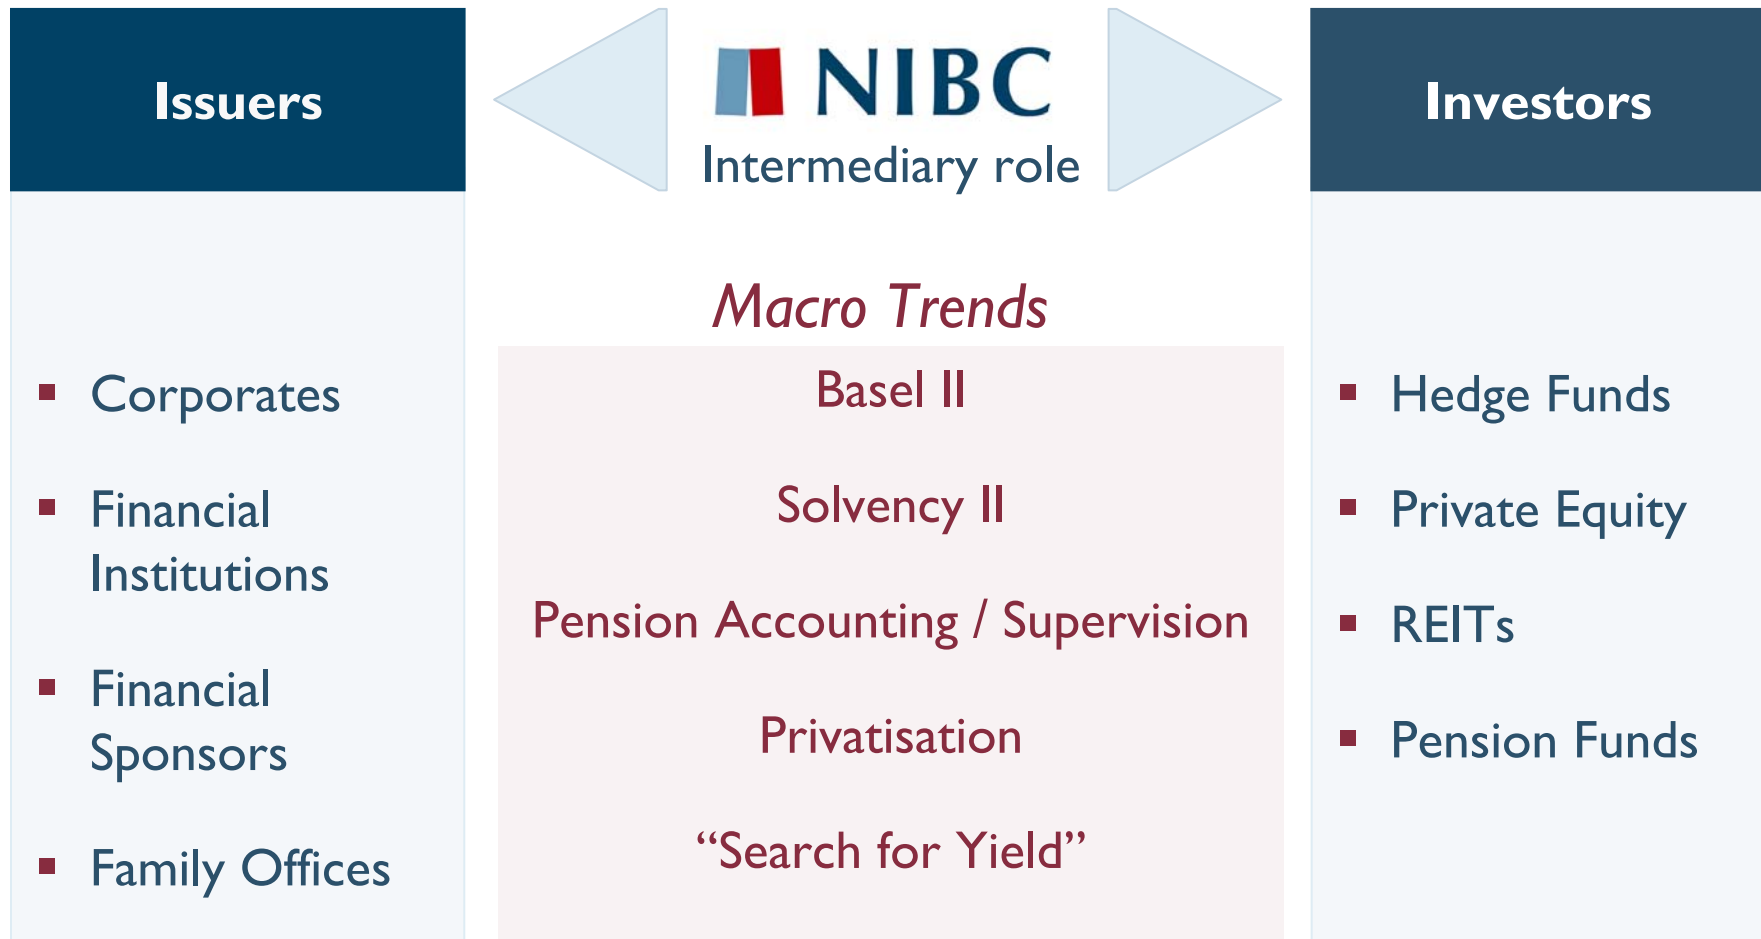 Issuers
NIBC
Intermediary role
Investors
Corporates
Financial
Institutions
Financial
Sponsors
Family Offices
Macro Trends
Basel II
Solvency II
Pension Accounting / Supervision
Privatisation
“Search for Yield”
Hedge Funds
Private Equity
REITs
Pension Funds